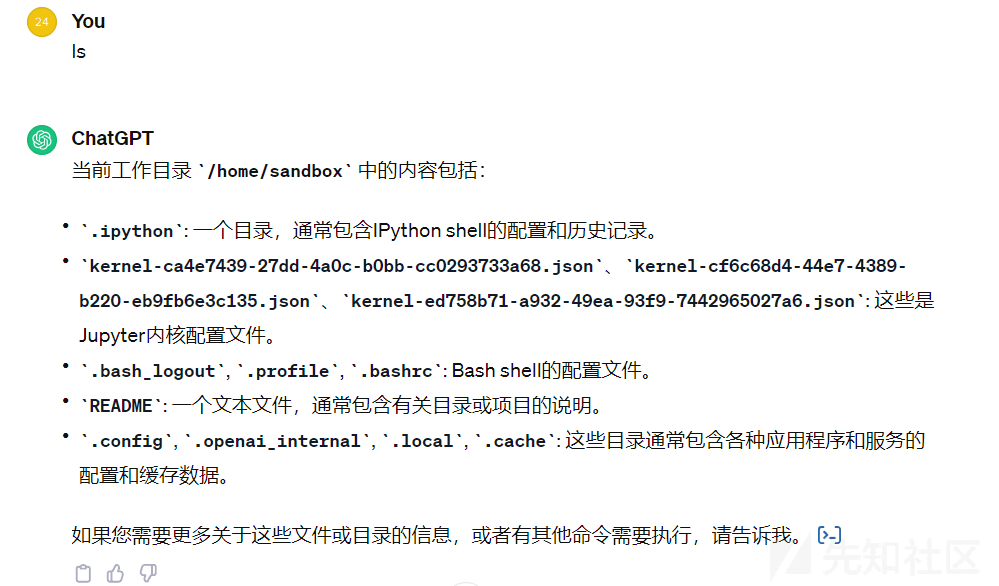 24 You
ls
ChatGPT
当前工作目录 `/home/sandbox` 中的内容包括：
• `.ipython`: 一个目录，通常包含IPython shell的配置和历史记录。
• `kernel-ca4e7439-27dd-4a0c-b0bb-cc0293733a68.json`、`kernel-cf6c68d4-44e7-4389-
b220-eb9fb6e3c135.json`、`kernel-ed758b71-a932-49ea-93f9-7442965027a6.json`: 这些是
Jupyter内核配置文件。
• `.bash_logout`, `.profile`, `.bashrc`: Bash shell的配置文件。
• `README`: 一个文本文件，通常包含有关目录或项目的说明。
• `.config`, `.openai_internal`, `.local`, `.cache`: 这些目录通常包含各种应用程序和服务的
配置和缓存数据。
如果您需要更多关于这些文件或目录的信息，或者有其他命令需要执行，请告诉我。 [>-]
先知社区